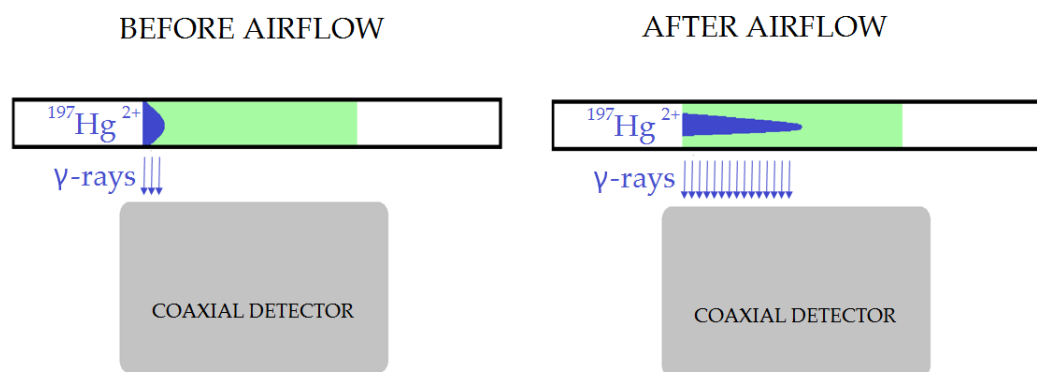 BEFORE AIRFLOW
AFTER AIRFLOW
¹⁹⁷Hg ²⁺
¹⁹⁷Hg ²⁺
γ-rays
γ-rays
COAXIAL DETECTOR
COAXIAL DETECTOR